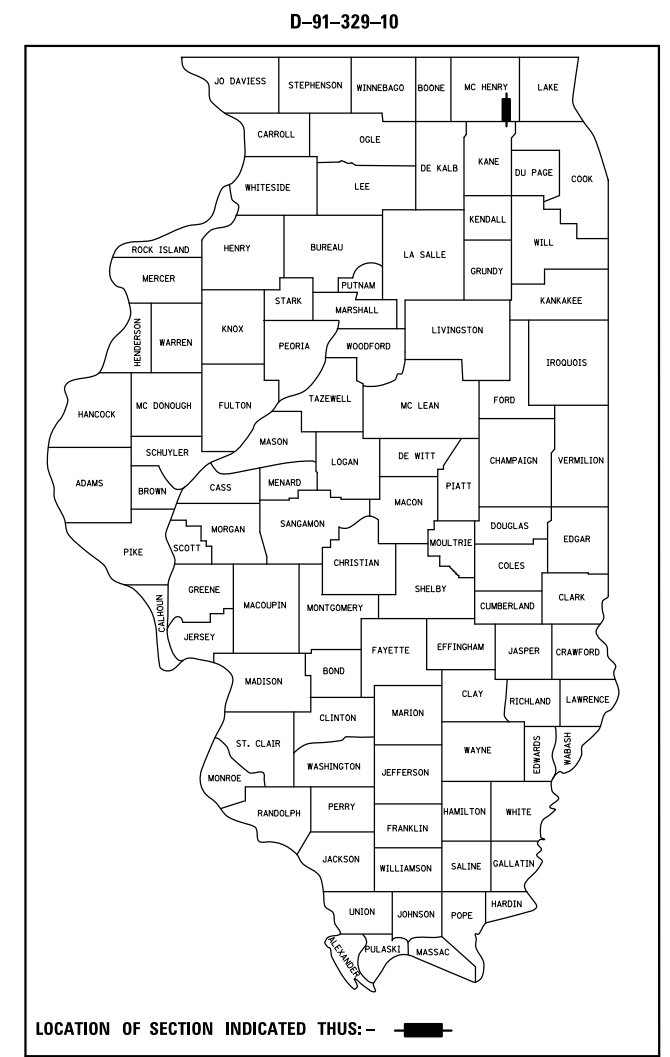 D-91-329-10
JO DAVIESS
STEPHENSON
WINNEBAGO
BOONE
MC HENRY
LAKE
CARROLL
OGLE
DE KALB
KANE
DU PAGE
COOK
WHITESIDE
LEE
KENDALL
WILL
ROCK ISLAND
HENRY
BUREAU
LA SALLE
GRUNDY
MERCER
PUTNAM
STARK
MARSHALL
KANKAKEE
HENDERSON
WARREN
KNOX
PEORIA
WOODFORD
LIVINGSTON
IROQUOIS
HANCOCK
MC DONOUGH
FULTON
TAZEWELL
MC LEAN
FORD
SCHUYLER
MASON
LOGAN
DE WITT
CHAMPAIGN
VERMILION
ADAMS
BROWN
CASS
MENARD
PIATT
MACON
MORGAN
SANGAMON
DOUGLAS
EDGAR
PIKE
SCOTT
CHRISTIAN
MOULTRIE
COLES
GREENE
MACOUPIN
MONTGOMERY
SHELBY
CUMBERLAND
CLARK
CALHOUN
JERSEY
FAYETTE
EFFINGHAM
JASPER
CRAWFORD
BOND
MADISON
CLAY
RICHLAND
LAWRENCE
CLINTON
MARION
ST. CLAIR
WAYNE
EDWARDS
WABASH
WASHINGTON
JEFFERSON
MONROE
RANDOLPH
PERRY
HAMILTON
WHITE
FRANKLIN
JACKSON
WILLIAMSON
SALINE
GALLATIN
UNION
JOHNSON
POPE
HARDIN
ALEXANDER
PULASKI
MASSAC
LOCATION OF SECTION INDICATED THUS: -